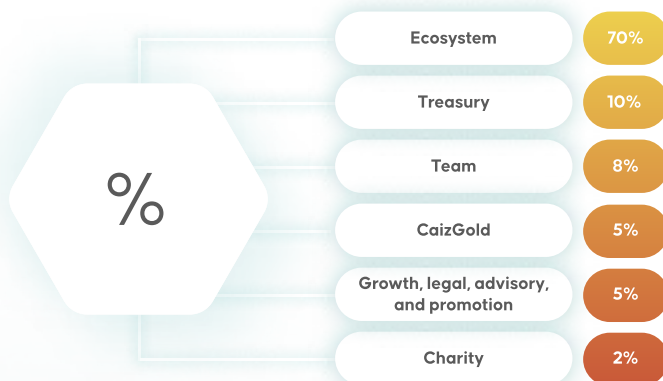 %
Ecosystem 70%
Treasury 10%
Team 8%
CaizGold 5%
Growth, legal, advisory,
and promotion 5%
Charity 2%